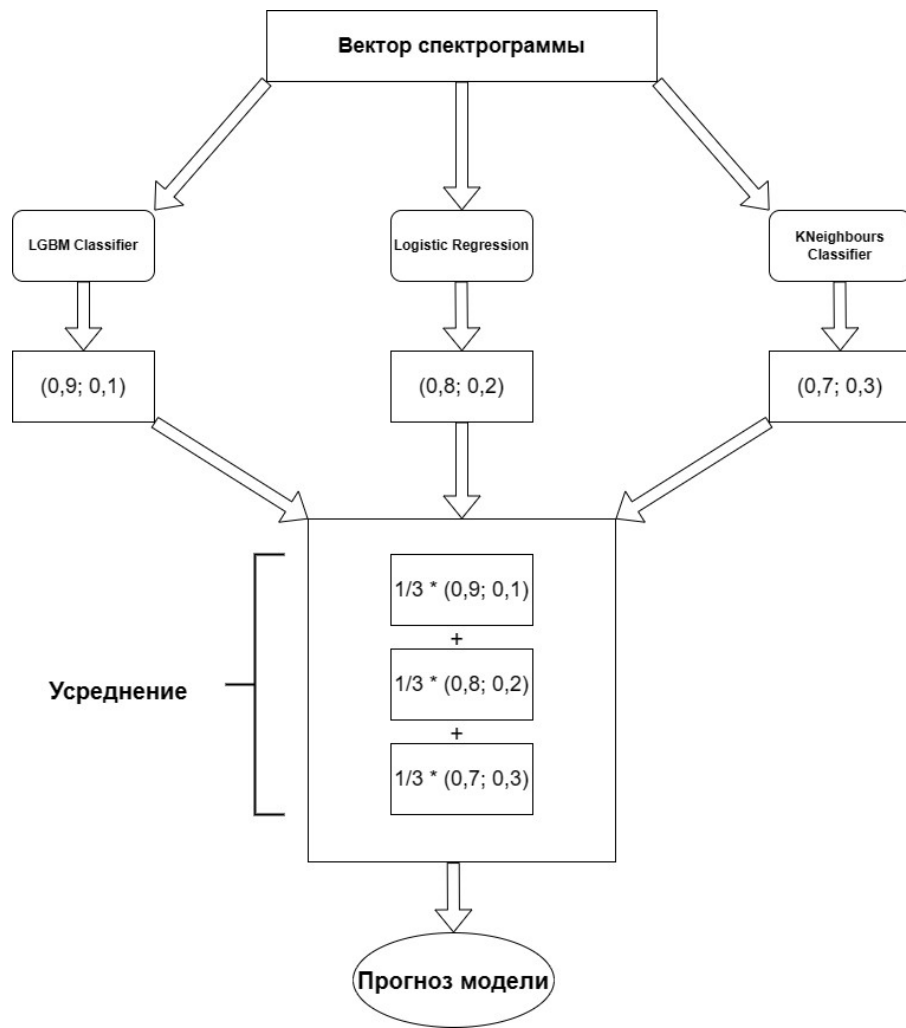 Вектор спектрограммы
LGBM Classifier
Logistic Regression
KNeighbours
Classifier
(0,9; 0,1)
(0,8; 0,2)
(0,7; 0,3)
1/3 * (0,9; 0,1)
+
1/3 * (0,8; 0,2)
+
1/3 * (0,7; 0,3)
Усреднение
Прогноз модели